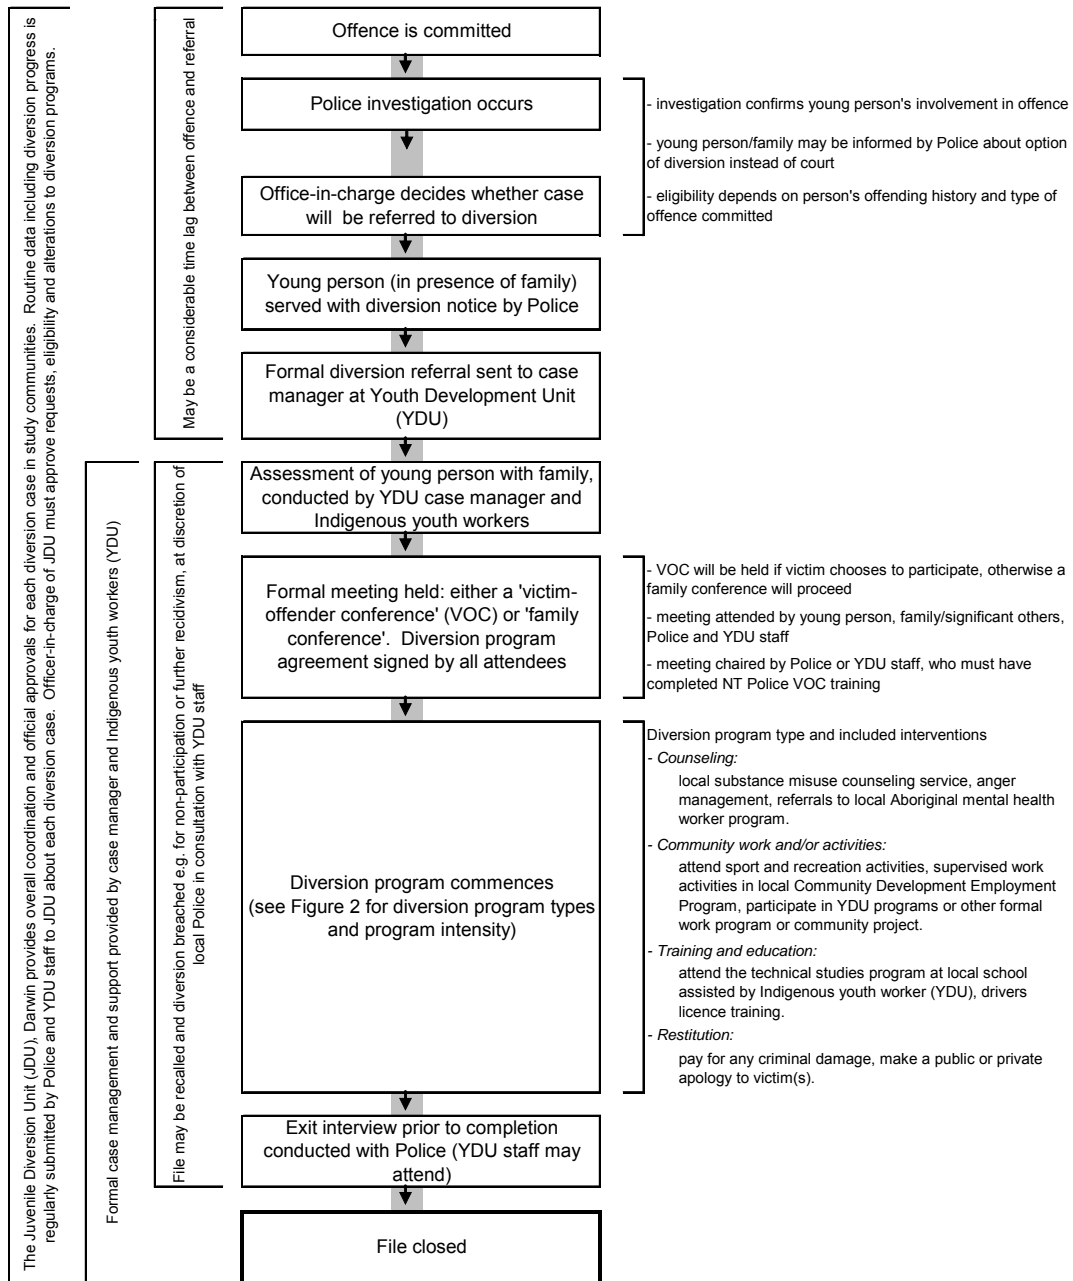 The Juvenile Diversion Unit (JDU), Darwin provides overall coordination and official approvals for each diversion case in study communities.  Routine data including diversion progress is
regularly submitted by Police and YDU staff to JDU about each diversion case.  Officer-in-charge of JDU must approve requests, eligibility and alterations to diversion programs.
Formal case management and support provided by case manager and Indigenous youth workers (YDU)
May be a considerable time lag between offence and referral
File may be recalled and diversion breached e.g. for non-participation or further recidivism, at discretion of
local Police in consultation with YDU staff
Offence is committed
Police investigation occurs
- investigation confirms young person's involvement in offence
- young person/family may be informed by Police about option
of diversion instead of court
- eligibility depends on person's offending history and type of
offence committed
Office-in-charge decides whether case
will  be referred to diversion
Young person (in presence of family)
served with diversion notice by Police
Formal diversion referral sent to case
manager at Youth Development Unit
(YDU)
Assessment of young person with family,
conducted by YDU case manager and
Indigenous youth workers
Formal meeting held: either a 'victim-
offender conference' (VOC) or 'family
conference'.  Diversion program
agreement signed by all attendees
- VOC will be held if victim chooses to participate, otherwise a
family conference will proceed
- meeting attended by young person, family/significant others,
Police and YDU staff
- meeting chaired by Police or YDU staff, who must have
completed NT Police VOC training
Diversion program commences
(see Figure 2 for diversion program types
and program intensity)
Diversion program type and included interventions
- Counseling:
local substance misuse counseling service, anger
management, referrals to local Aboriginal mental health
worker program.
- Community work and/or activities:
attend sport and recreation activities, supervised work
activities in local Community Development Employment
Program, participate in YDU programs or other formal
work program or community project.
- Training and education:
attend the technical studies program at local school
assisted by Indigenous youth worker (YDU), drivers
licence training.
- Restitution:
pay for any criminal damage, make a public or private
apology to victim(s).
Exit interview prior to completion
conducted with Police (YDU staff may
attend)
File closed